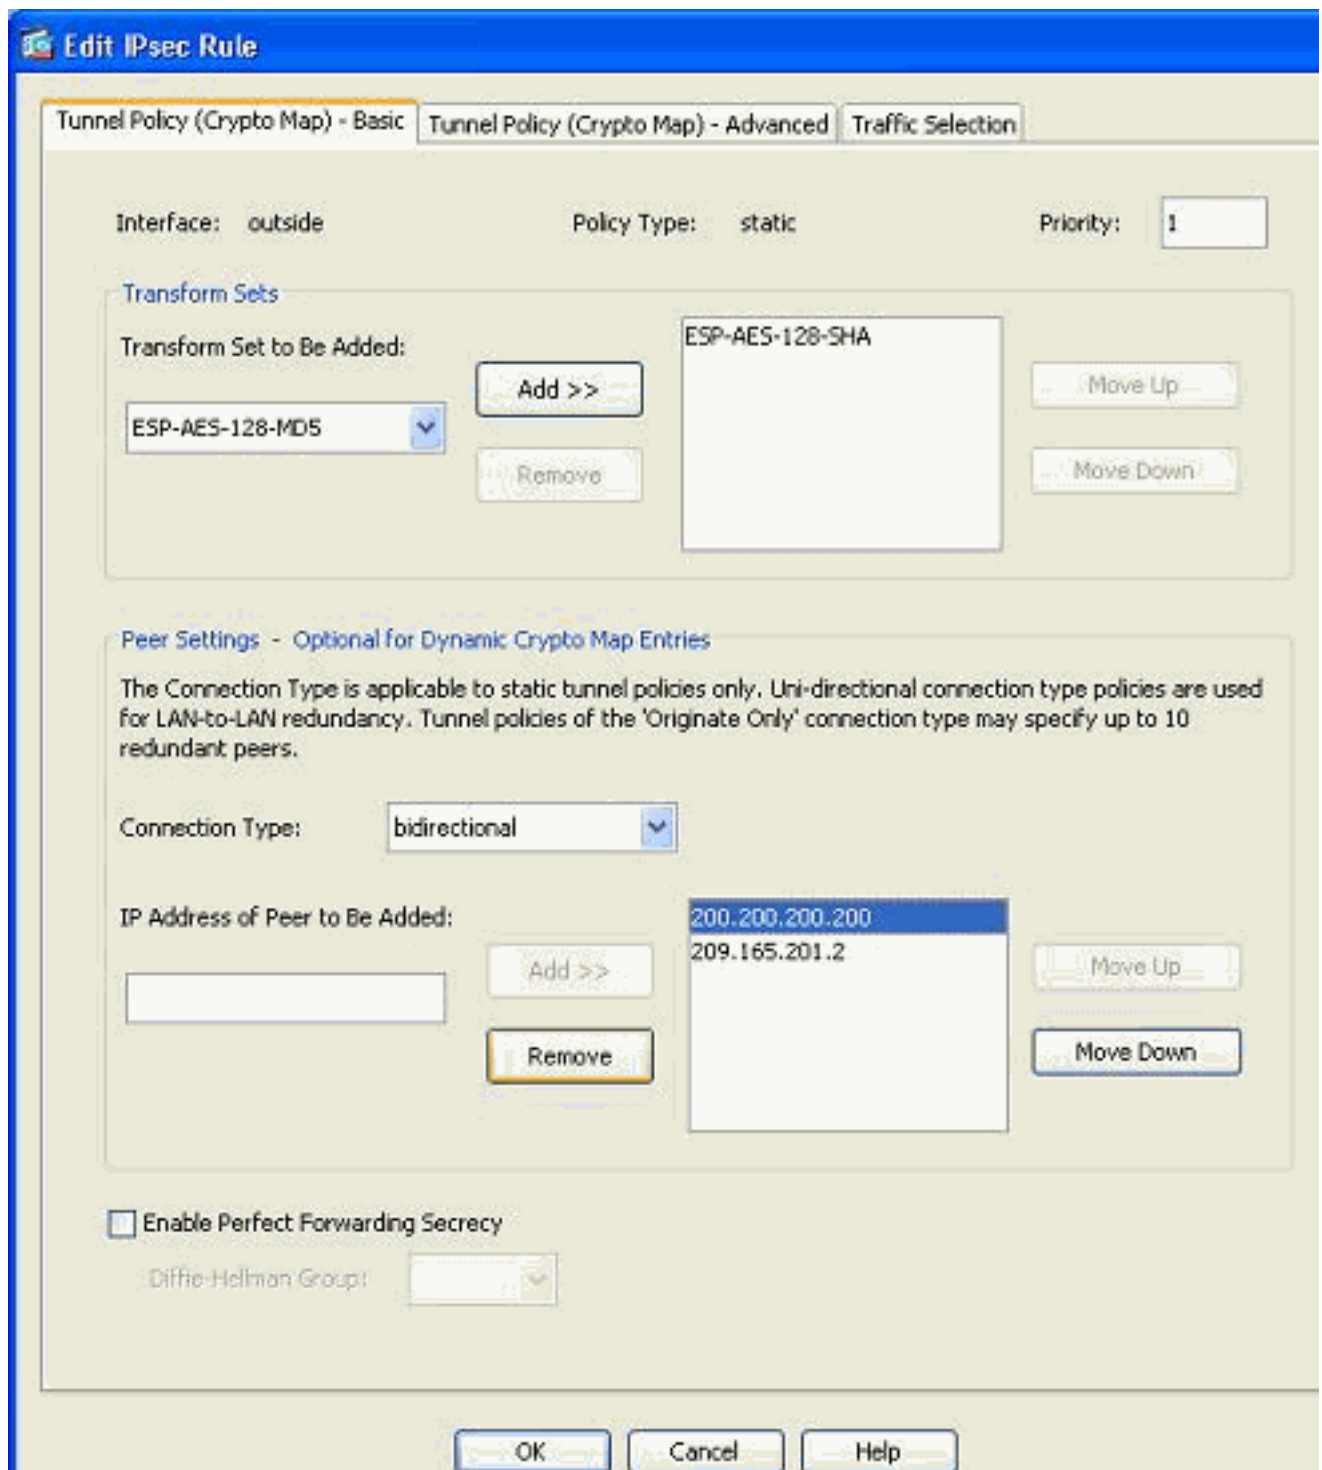 Edit IPsec Rule
Tunnel Policy (Crypto Map) - Basic
Tunnel Policy (Crypto Map) - Advanced
Traffic Selection
Interface: outside
Policy Type: static
Priority: 1
Transform Sets
Transform Set to Be Added:
ESP-AES-128-MD5
Add >>
Remove
ESP-AES-128-SHA
Move Up
Move Down
Peer Settings - Optional for Dynamic Crypto Map Entries
The Connection Type is applicable to static tunnel policies only. Uni-directional connection type policies are used
for LAN-to-LAN redundancy. Tunnel policies of the 'Originate Only' connection type may specify up to 10
redundant peers.
Connection Type: bidirectional
IP Address of Peer to Be Added:
Add >>
Remove
200.200.200.200
209.165.201.2
Move Up
Move Down
Enable Perfect Forwarding Secrecy
Diffie-Hellman Group:
OK
Cancel
Help